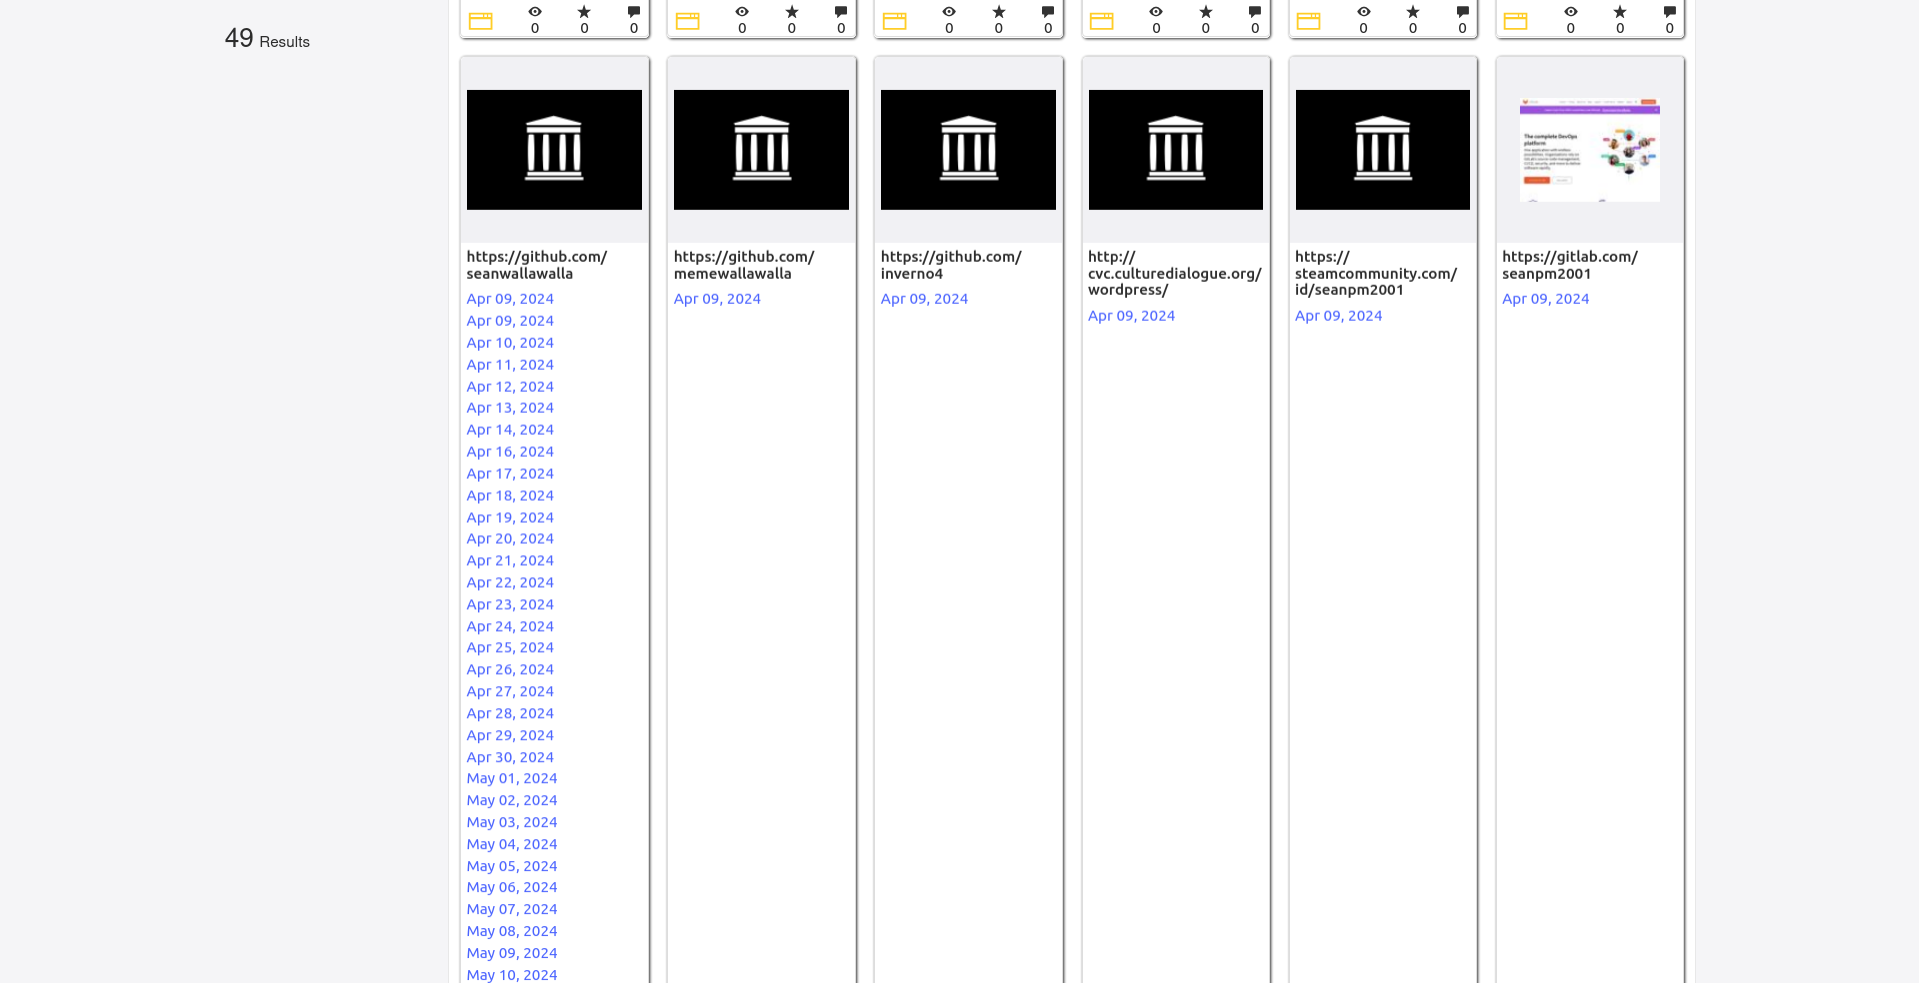 49 Results
0 0 0
0 0 0
0 0 0
0 0 0
0 0 0
0 0 0
https://github.com/
seanwallawalla
Apr 09, 2024
Apr 09, 2024
Apr 10, 2024
Apr 11, 2024
Apr 12, 2024
Apr 13, 2024
Apr 14, 2024
Apr 16, 2024
Apr 17, 2024
Apr 18, 2024
Apr 19, 2024
Apr 20, 2024
Apr 21, 2024
Apr 22, 2024
Apr 23, 2024
Apr 24, 2024
Apr 25, 2024
Apr 26, 2024
Apr 27, 2024
Apr 28, 2024
Apr 29, 2024
Apr 30, 2024
May 01, 2024
May 02, 2024
May 03, 2024
May 04, 2024
May 05, 2024
May 06, 2024
May 07, 2024
May 08, 2024
May 09, 2024
May 10, 2024
https://github.com/
memewallawalla
Apr 09, 2024
https://github.com/
inverno4
Apr 09, 2024
http://
cvc.culturedialogue.org/
wordpress/
Apr 09, 2024
https://
steamcommunity.com/
id/seanpm2001
Apr 09, 2024
The complete DevOps
platform
https://gitlab.com/
seanpm2001
Apr 09, 2024